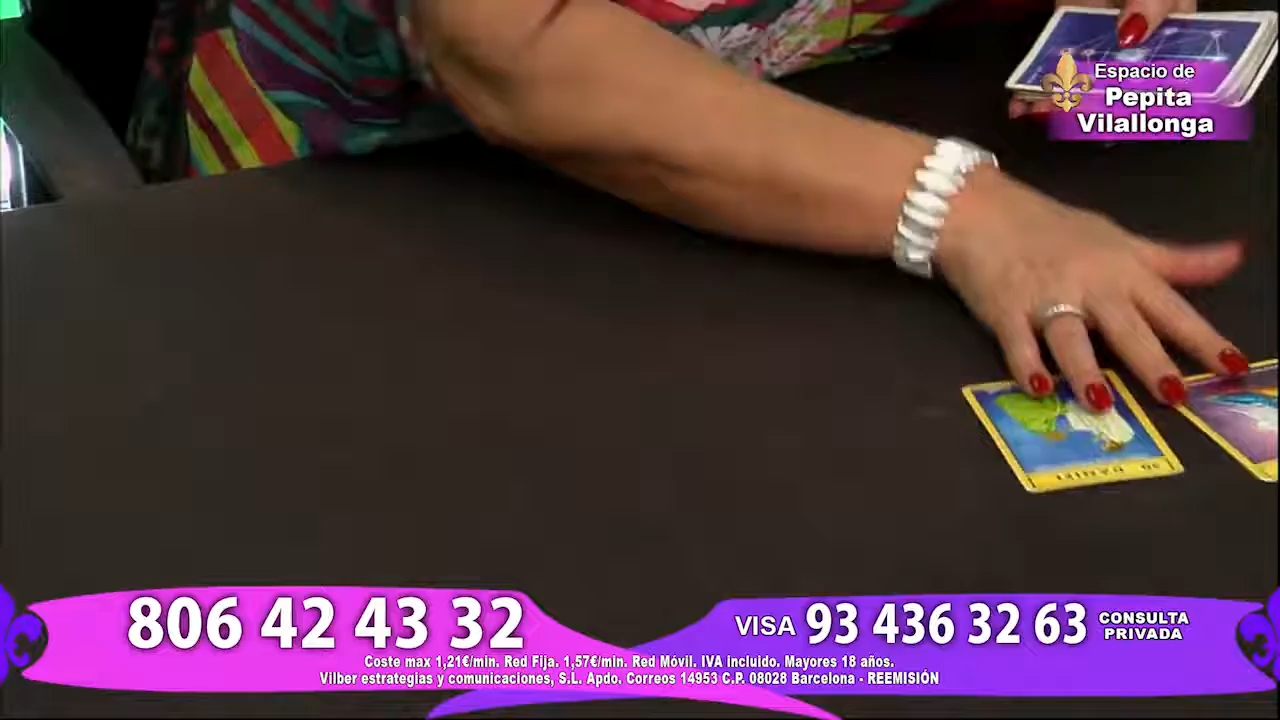 Espacio de
Pepita
Vilallonga
806 42 43 32
VISA 93 436 32 63 CONSULTA PRIVADA
Coste max 1,21€/min. Red Fija. 1,57€/min. Red Móvil. IVA incluido. Mayores 18 años.
Vilber estrategias y comunicaciones, S.L. Apdo. Correos 14953 C.P. 08028 Barcelona - REEMISIÓN